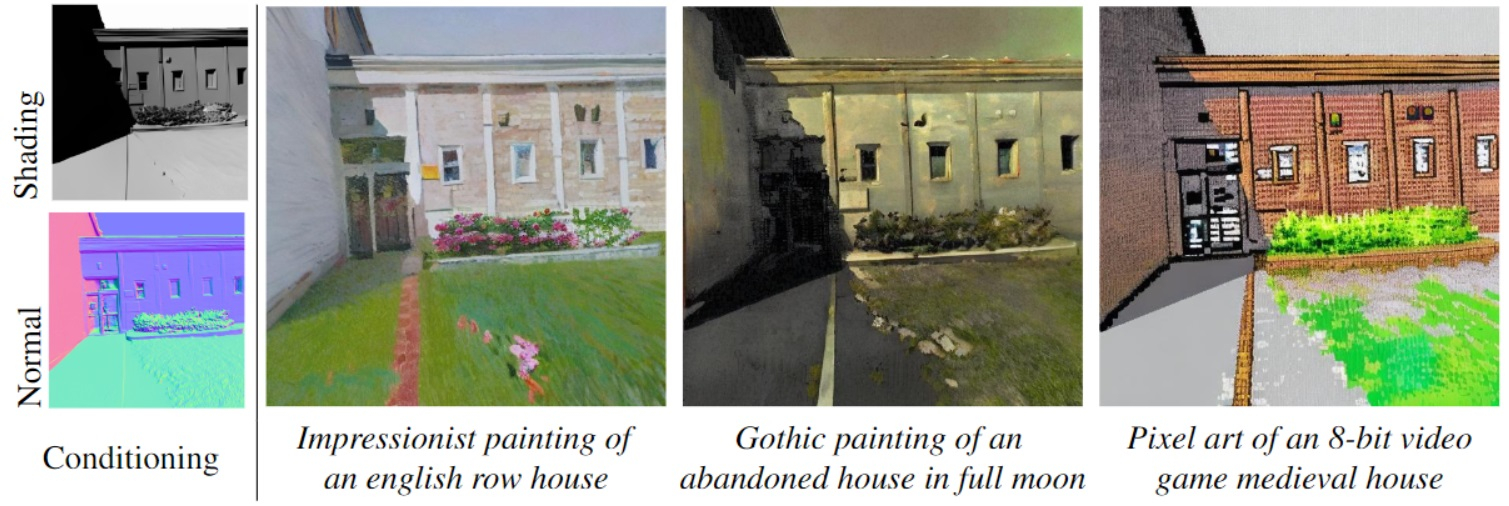 Shading
Normal
Conditioning
Impressionist painting of
an english row house
Gothic painting of an
abandoned house in full moon
Pixel art of an 8-bit video
game medieval house